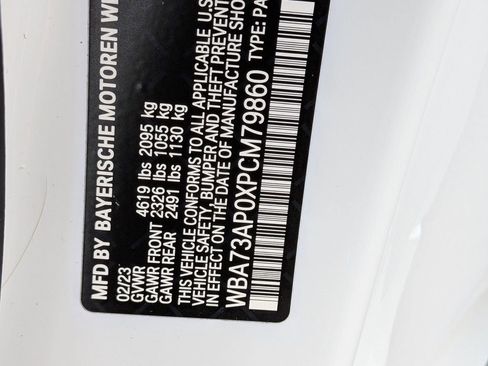 MFD BY BAYERISCHE MOTOREN WE
02/23
GVWR 4619 lbs 2095 kg
GAWR FRONT 2326 lbs 1055 kg
GAWR REAR 2491 lbs 1130 kg
THIS VEHICLE CONFORMS TO ALL APPLICABLE U.S
VEHICLE SAFETY, BUMPER AND THEFT PREVENT
IN EFFECT ON THE DATE OF MANUFACTURE SHOW
WBA73AP0XPCM79860 TYPE: PA